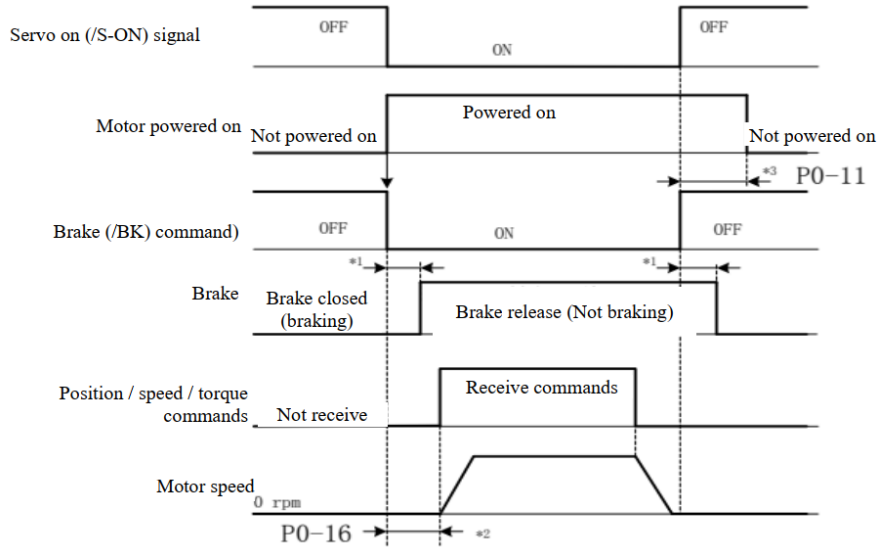 OFF
OFF
Servo on (/S-ON) signal
ON
Powered on
Motor powered on
Not powered on
Not powered on
*3 P0-11
Brake (/BK) command)
OFF
ON
OFF
*1
*1
Brake
Brake closed
(braking)
Brake release (Not braking)
Position / speed / torque
commands
Receive commands
Not receive
Motor speed
0 rpm
P0-16
*2